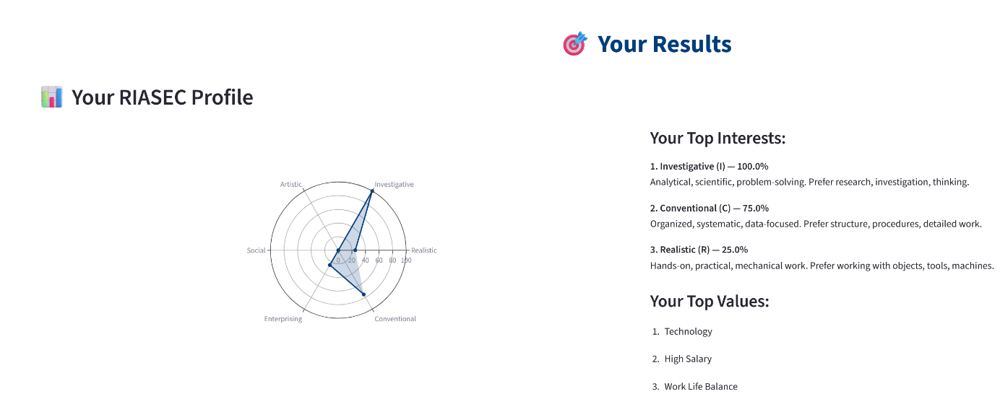 Your RIASEC Profile
Artistic
Investigative
Social
Realistic
0 20 40 60 80 100
Enterprising
Conventional
Your Results
Your Top Interests:
1. Investigative (I) — 100.0%
Analytical, scientific, problem-solving. Prefer research, investigation, thinking.
2. Conventional (C) — 75.0%
Organized, systematic, data-focused. Prefer structure, procedures, detailed work.
3. Realistic (R) — 25.0%
Hands-on, practical, mechanical work. Prefer working with objects, tools, machines.
Your Top Values:
1. Technology
2. High Salary
3. Work Life Balance